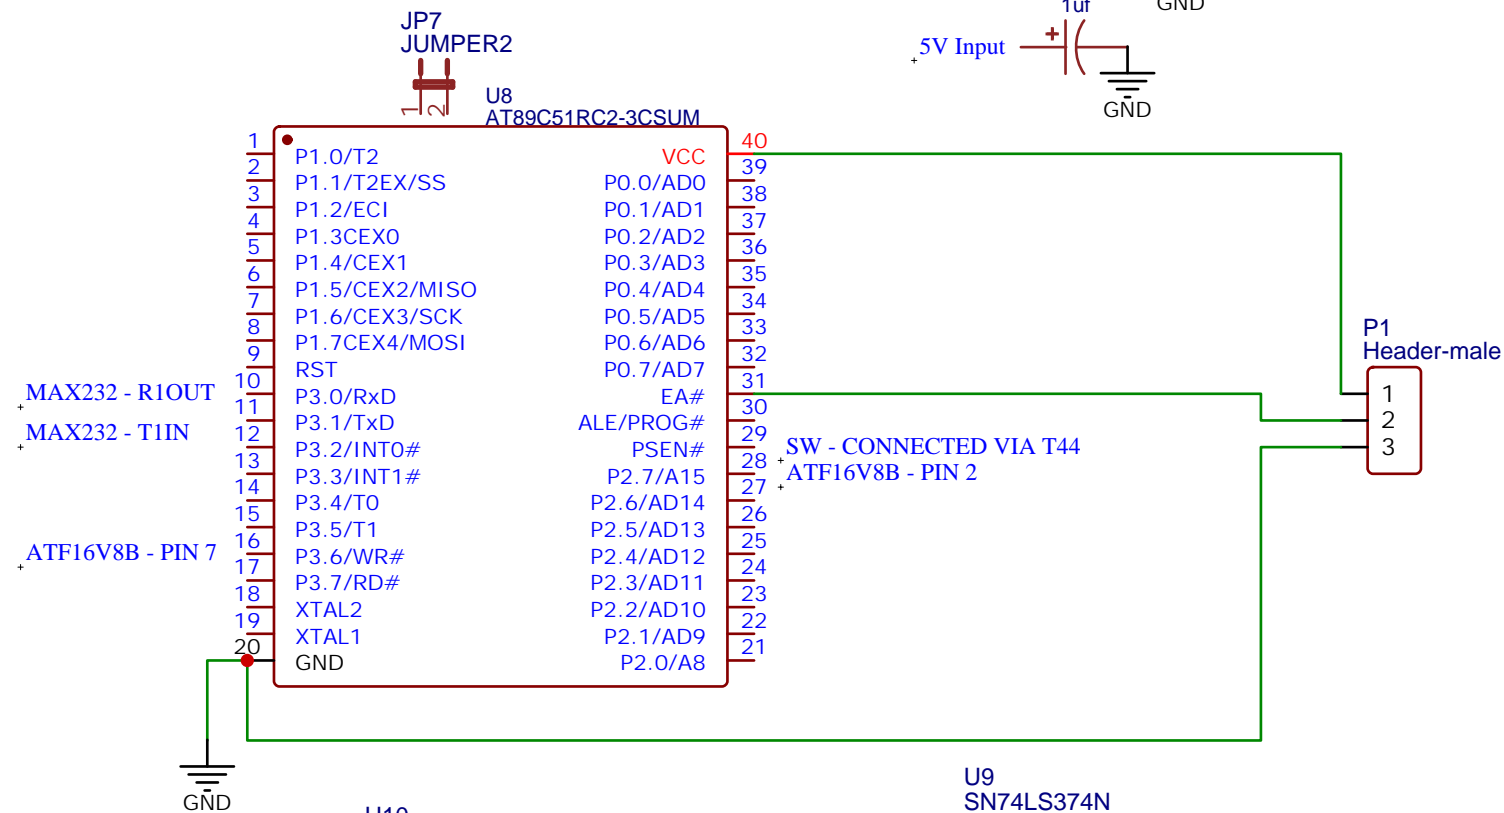 1uf
GND
JP7
JUMPER2
5V Input
1
2
GND
U8
AT89C51RC2-3CSUM
1 P1.0/T2
2 P1.1/T2EX/SS
3 P1.2/ECI
4 P1.3CEX0
5 P1.4/CEX1
6 P1.5/CEX2/MISO
7 P1.6/CEX3/SCK
8 P1.7CEX4/MOSI
9 RST
10 P3.0/RxD
11 P3.1/TxD
12 P3.2/INT0#
13 P3.3/INT1#
14 P3.4/T0
15 P3.5/T1
16 P3.6/WR#
17 P3.7/RD#
18 XTAL2
19 XTAL1
20 GND
VCC 40
P0.0/AD0 39
P0.1/AD1 38
P0.2/AD2 37
P0.3/AD3 36
P0.4/AD4 35
P0.5/AD5 34
P0.6/AD6 33
P0.7/AD7 32
EA# 31
ALE/PROG# 30
PSEN# 29
P2.7/A15 28
P2.6/AD14 27
P2.5/AD13 26
P2.4/AD12 25
P2.3/AD11 24
P2.2/AD10 23
P2.1/AD9 22
P2.0/A8 21
MAX232 - R1OUT
MAX232 - T1IN
ATF16V8B - PIN 7
SW - CONNECTED VIA T44
ATF16V8B - PIN 2
P1
Header-male
1
2
3
GND
U10
U9
SN74LS374N